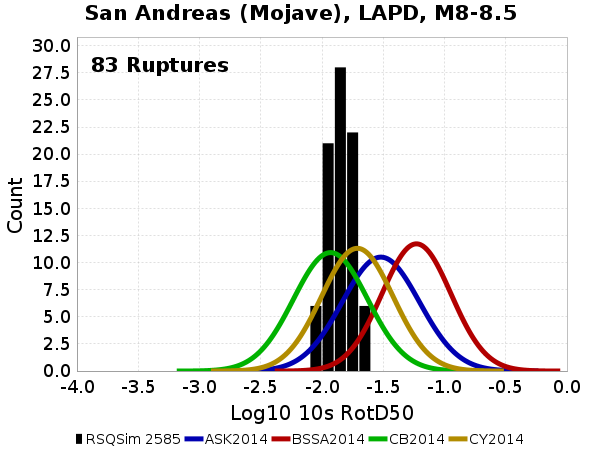 San Andreas (Mojave), LAPD, M8-8.5
83 Ruptures
30.0
27.5
25.0
22.5
20.0
17.5
15.0
12.5
10.0
7.5
5.0
2.5
0.0
Count
-4.0 -3.5 -3.0 -2.5 -2.0 -1.5 -1.0 -0.5 0.0
Log10 10s RotD50
RSQSim 2585 ASK2014 BSSA2014 CB2014 CY2014